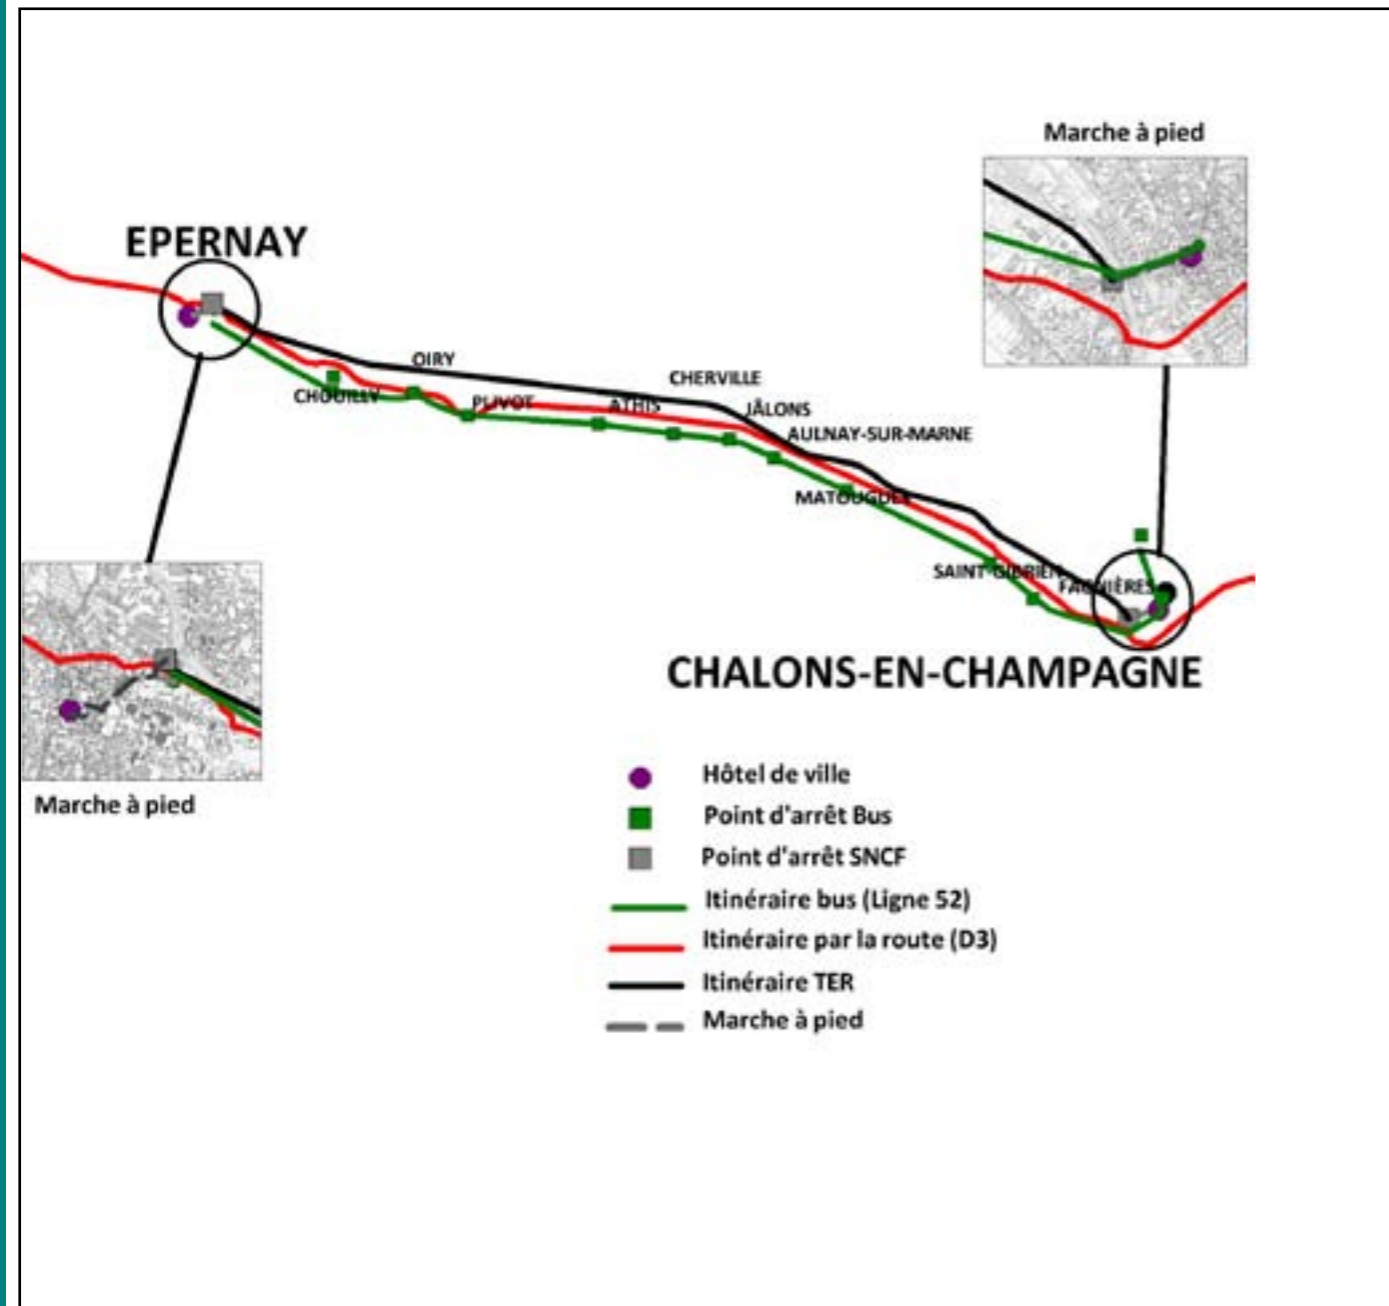 Marche à pied
EPERNAY
OIRY
CHERVILLE
CHOUILLY
PLIVOT
ATHIS
JÂLONS
AULNAY-SUR-MARNE
MATOUGUES
SAINT-GIBRIEN
FAGNIÈRES
CHALONS-EN-CHAMPAGNE
Marche à pied
Hôtel de ville
Point d'arrêt Bus
Point d'arrêt SNCF
Itinéraire bus (Ligne 52)
Itinéraire par la route (D3)
Itinéraire TER
Marche à pied